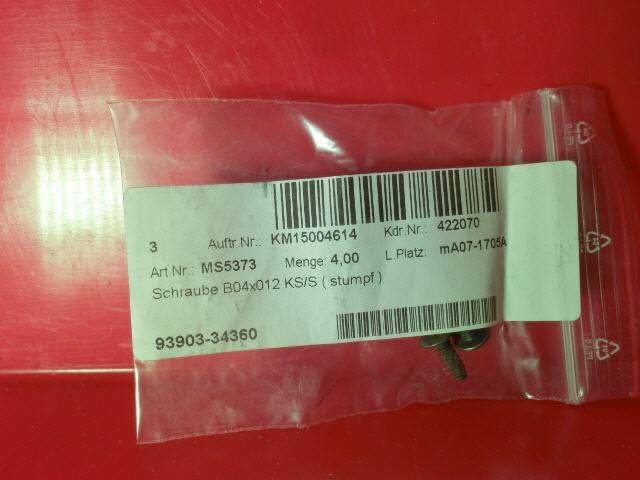 3 Auftr.Nr.: KM15004614 Kdr.Nr.: 422070
Art.Nr.: MS5373 Menge: 4,00 L.Platz: mA07-1705A
Schraube B04x012 KS/S ( stumpf )
93903-34360